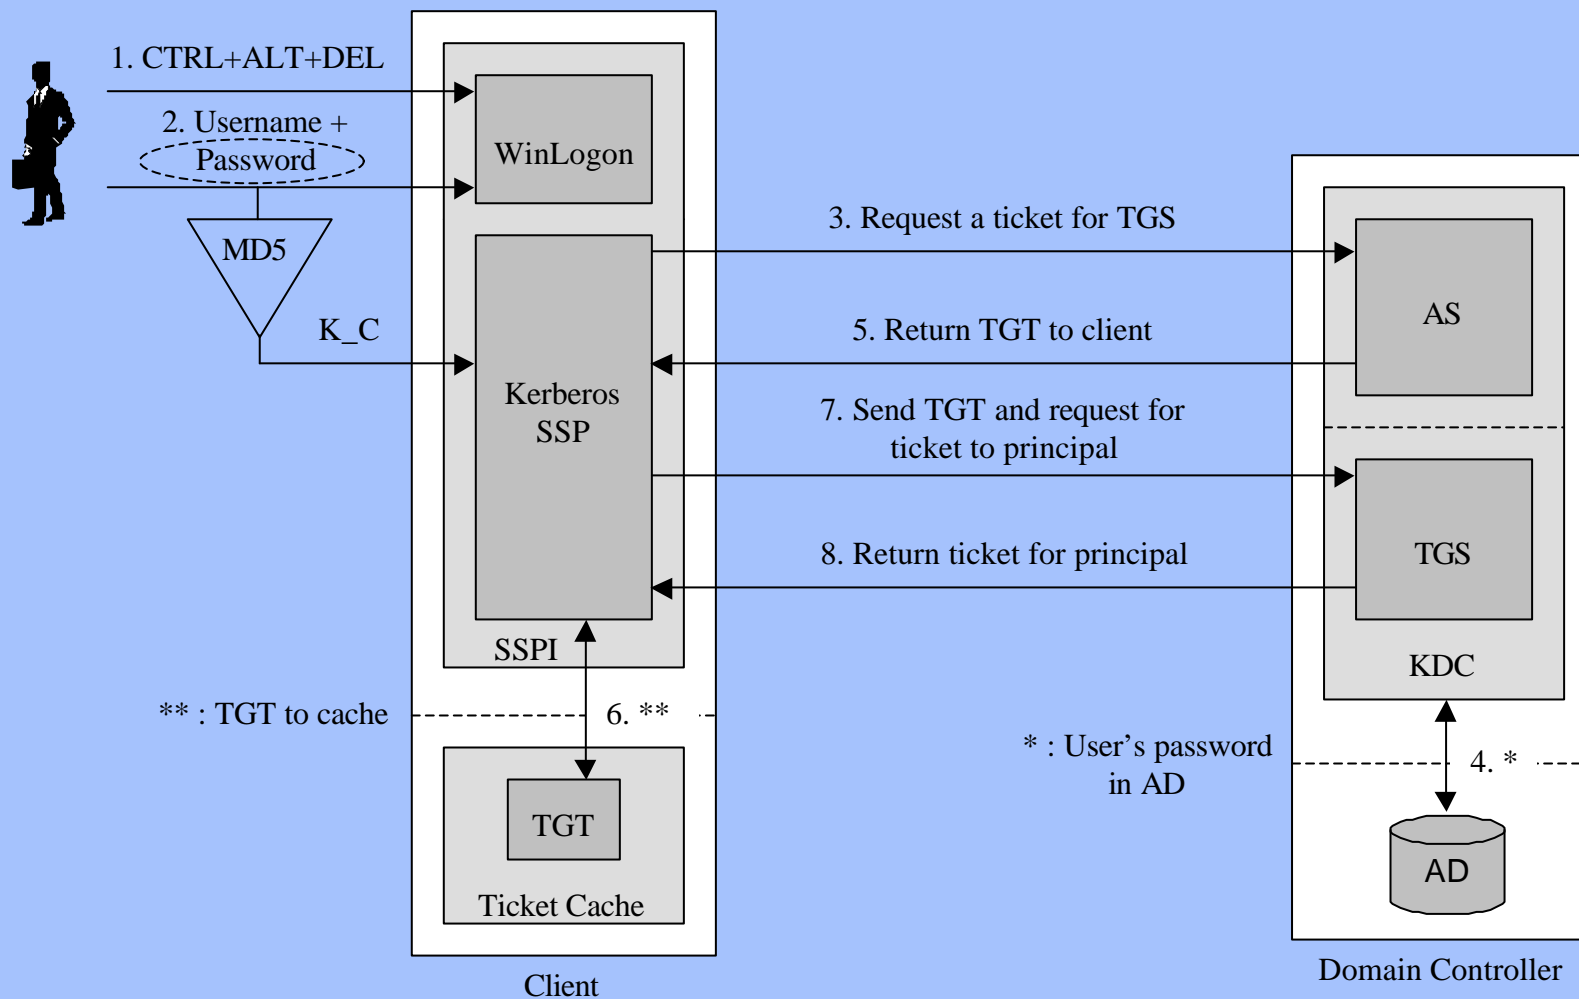 1. CTRL+ALT+DEL
2. Username +
Password
MD5
K_C
WinLogon
Kerberos
SSP
SSPI
3. Request a ticket for TGS
5. Return TGT to client
7. Send TGT and request for
ticket to principal
8. Return ticket for principal
AS
TGS
KDC
** : TGT to cache
6. **
* : User's password
in AD
4. *
TGT
Ticket Cache
AD
Client
Domain Controller